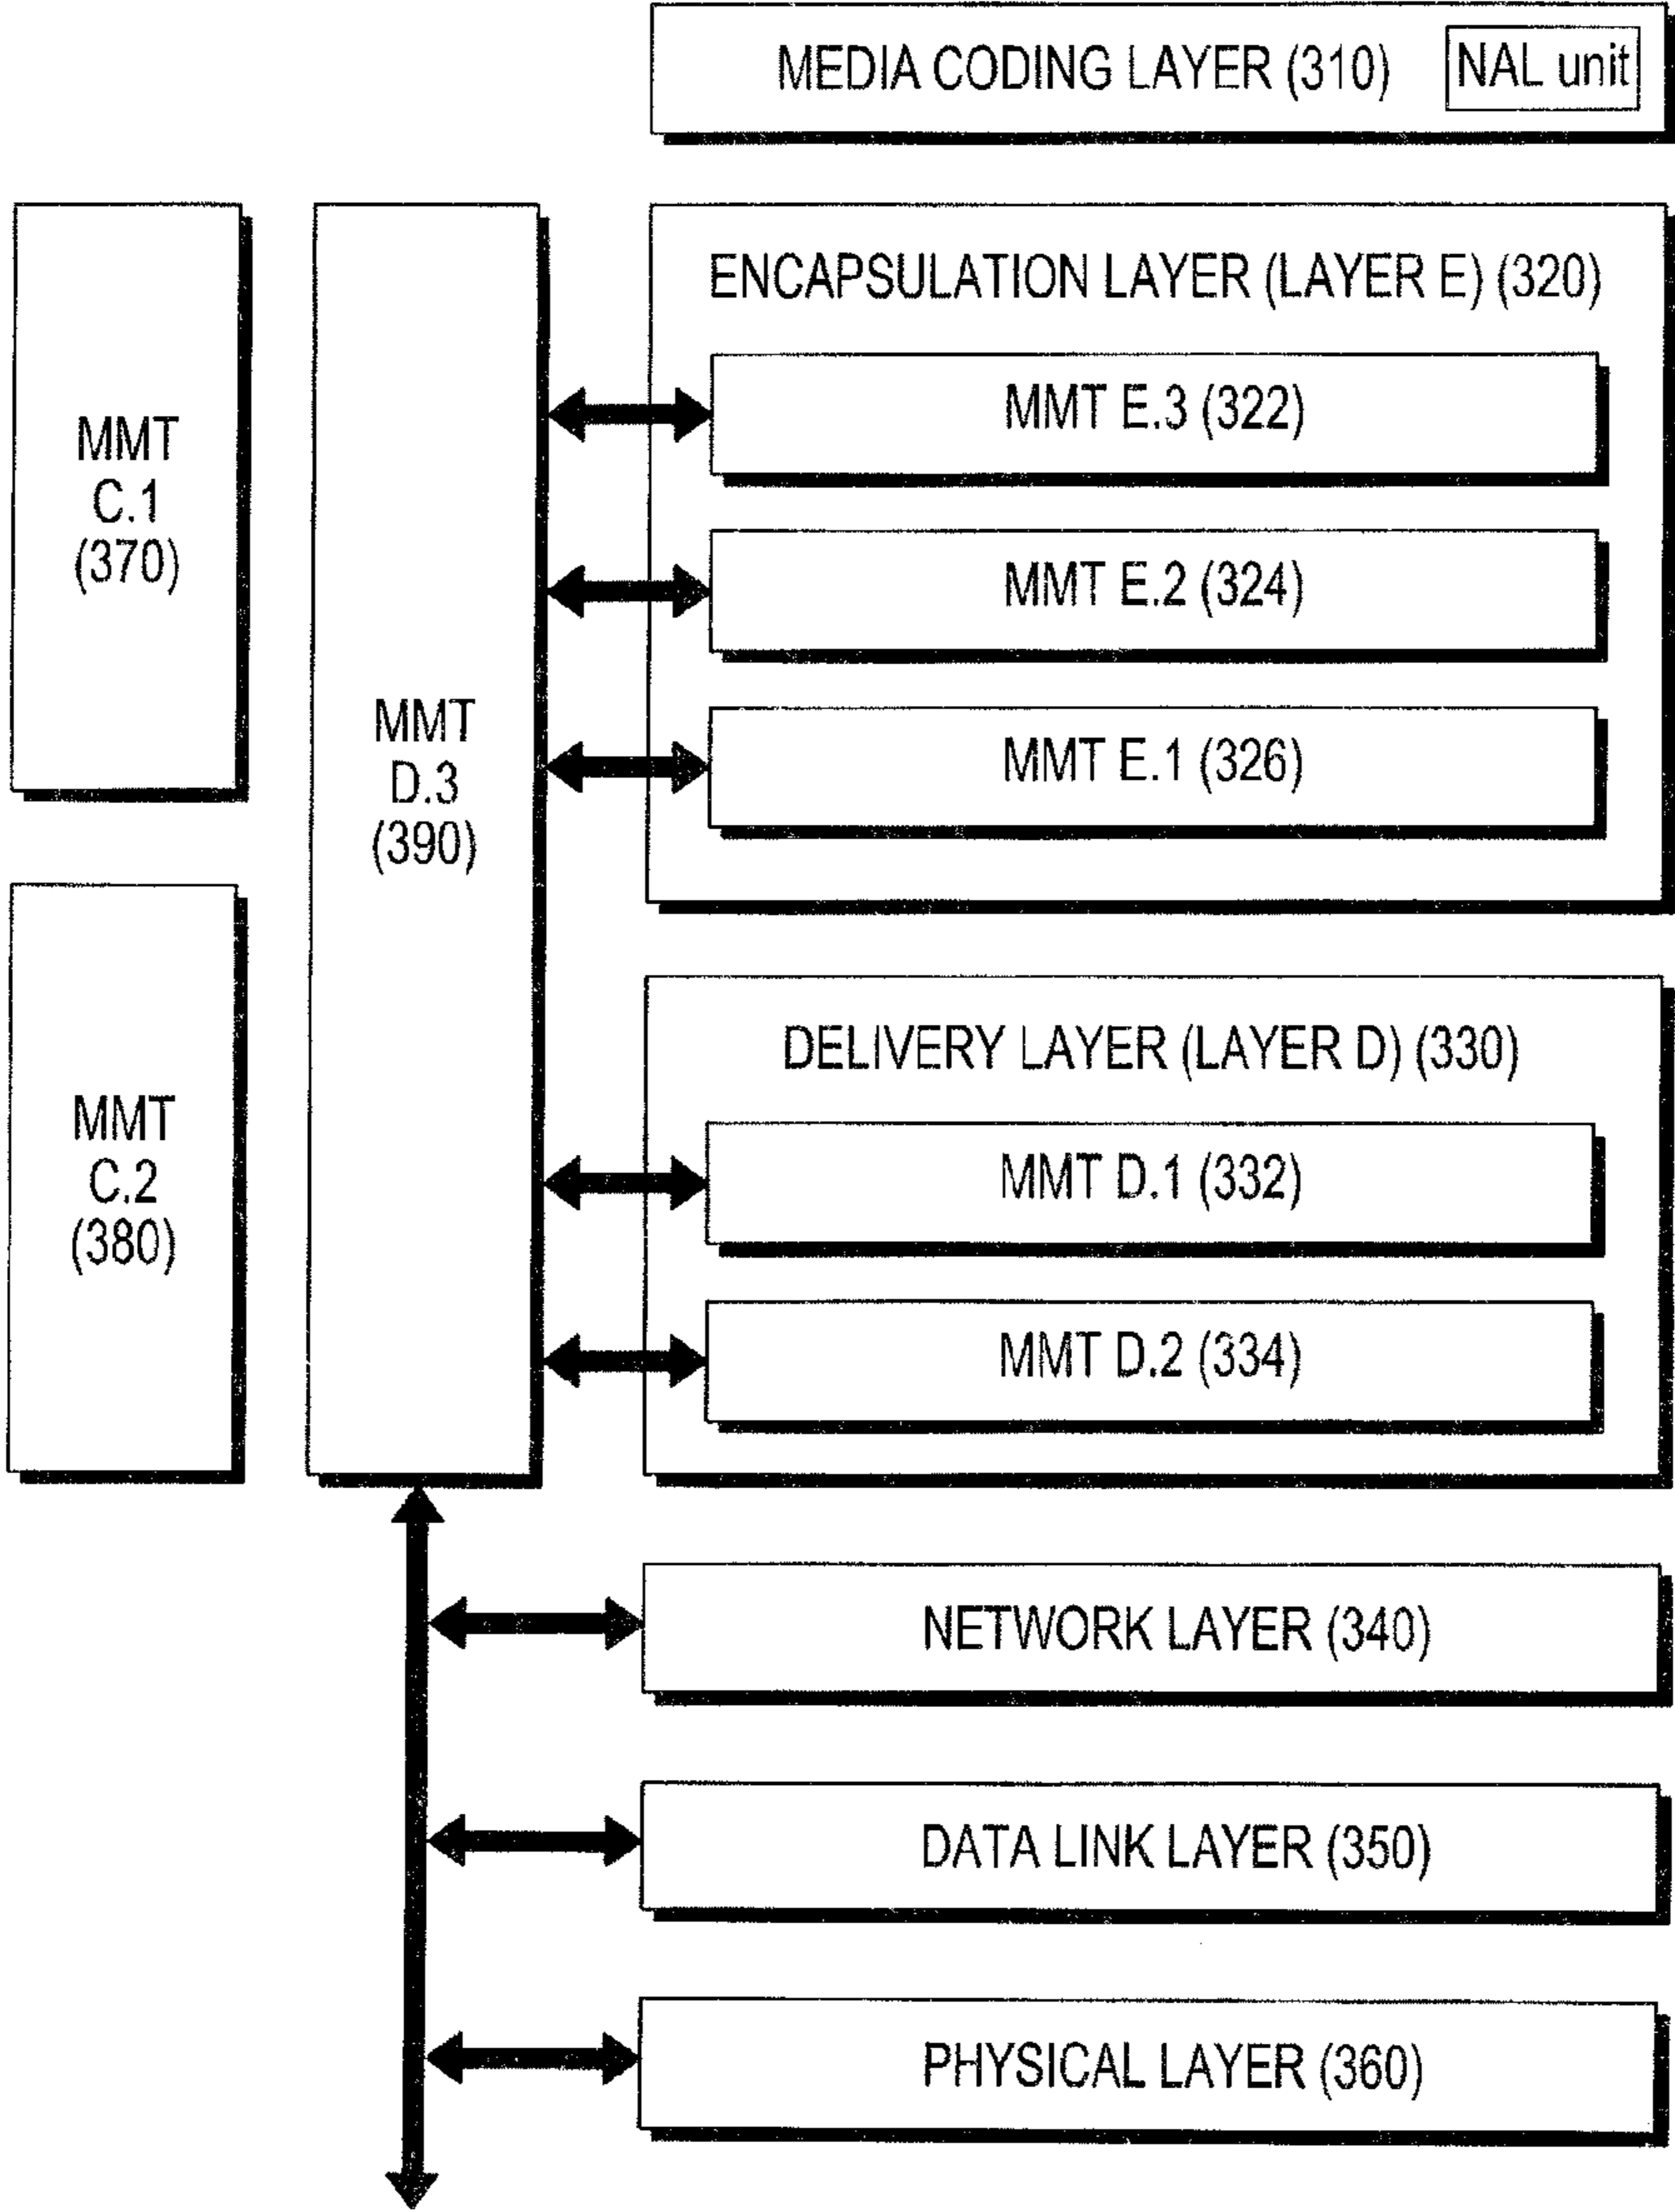 MEDIA CODING LAYER (310)
NAL unit
MMT
C.1
(370)
MMT
C.2
(380)
MMT
D.3
(390)
ENCAPSULATION LAYER (LAYER E) (320)
MMT E.3 (322)
MMT E.2 (324)
MMT E.1 (326)
DELIVERY LAYER (LAYER D) (330)
MMT D.1 (332)
MMT D.2 (334)
NETWORK LAYER (340)
DATA LINK LAYER (350)
PHYSICAL LAYER (360)